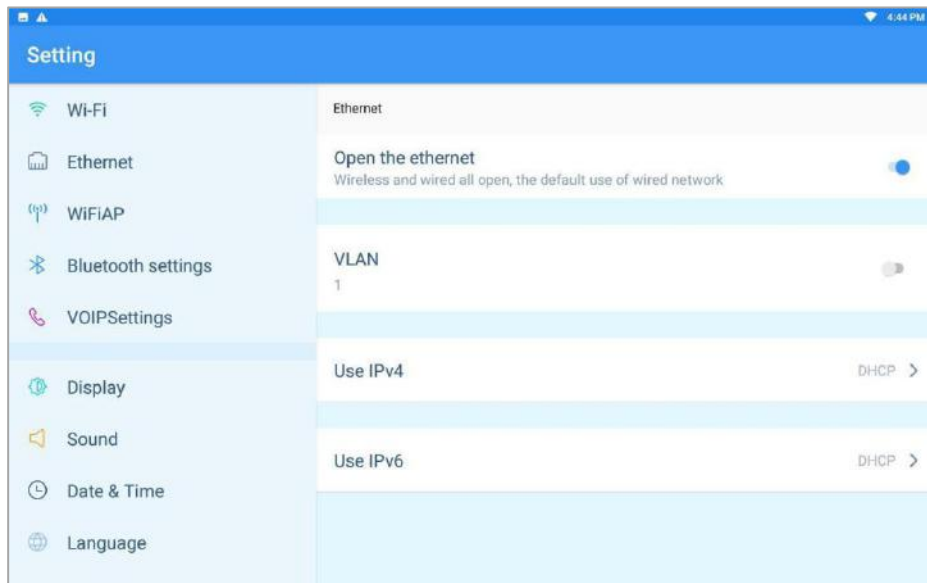 4:44 PM
Setting
Wi-Fi
Ethernet
WiFiAP
Bluetooth settings
VOIPSettings
Display
Sound
Date & Time
Language
Ethernet
Open the ethernet
Wireless and wired all open, the default use of wired network
VLAN
1
Use IPv4
DHCP
Use IPv6
DHCP